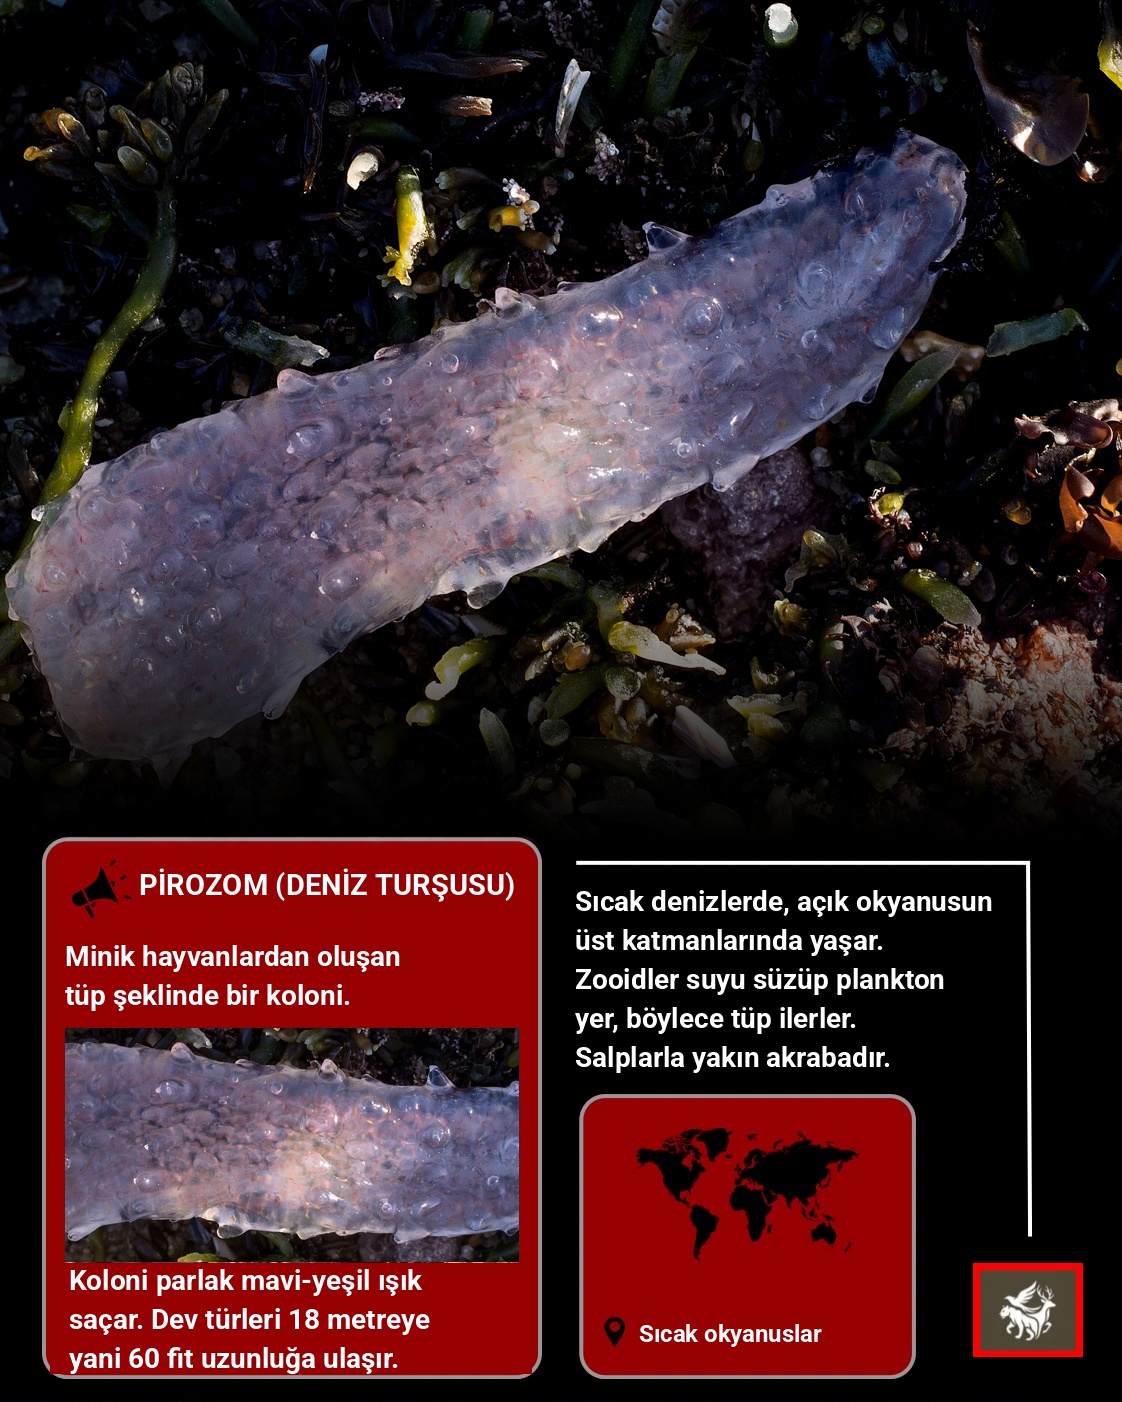 PİROZOM (DENİZ TURŞUSU)
Minik hayvanlardan oluşan
tüp şeklinde bir koloni.
Koloni parlak mavi-yeşil ışık
saçar. Dev türleri 18 metreye
yani 60 fit uzunluğa ulaşır.
Sıcak denizlerde, açık okyanusun
üst katmanlarında yaşar.
Zooidler suyu süzüp plankton
yer, böylece tüp ilerler.
Salplarla yakın akrabadır.
Sıcak okyanuslar